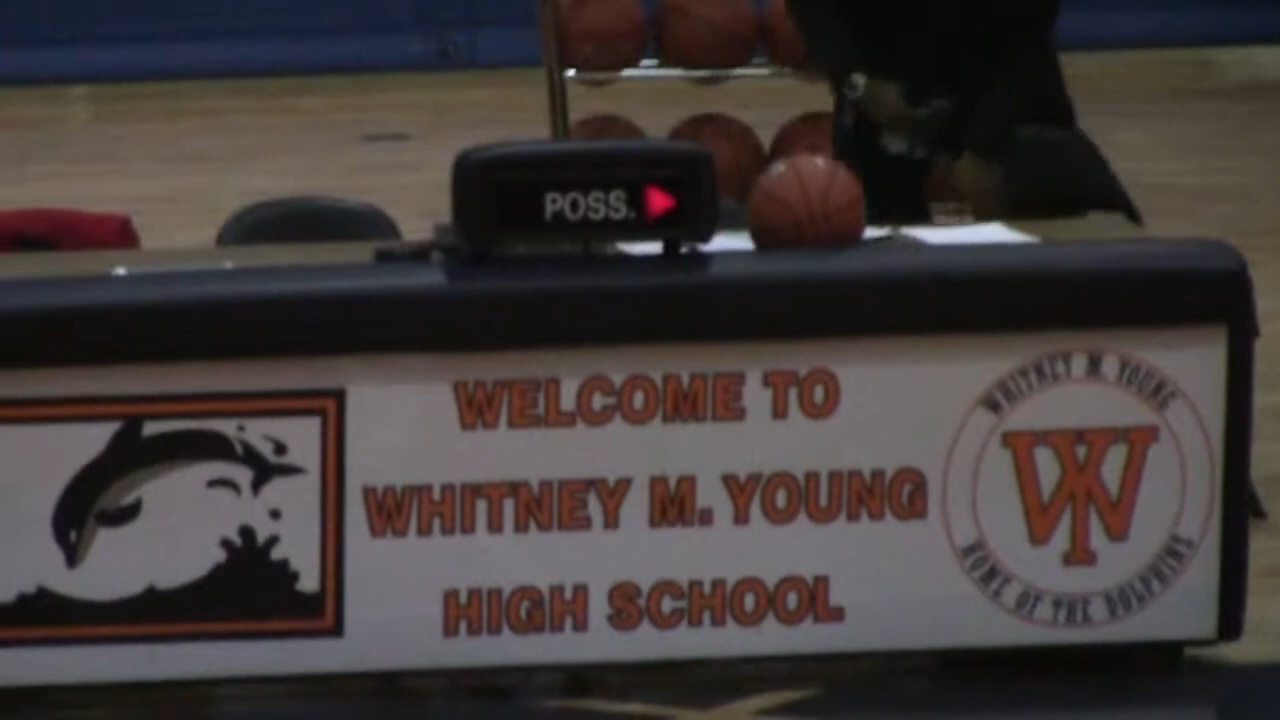 POSS.
WELCOME TO
WHITNEY M. YOUNG
HIGH SCHOOL
WHITNEY M. YOUNG
WY
HOME OF THE DOLPHINS